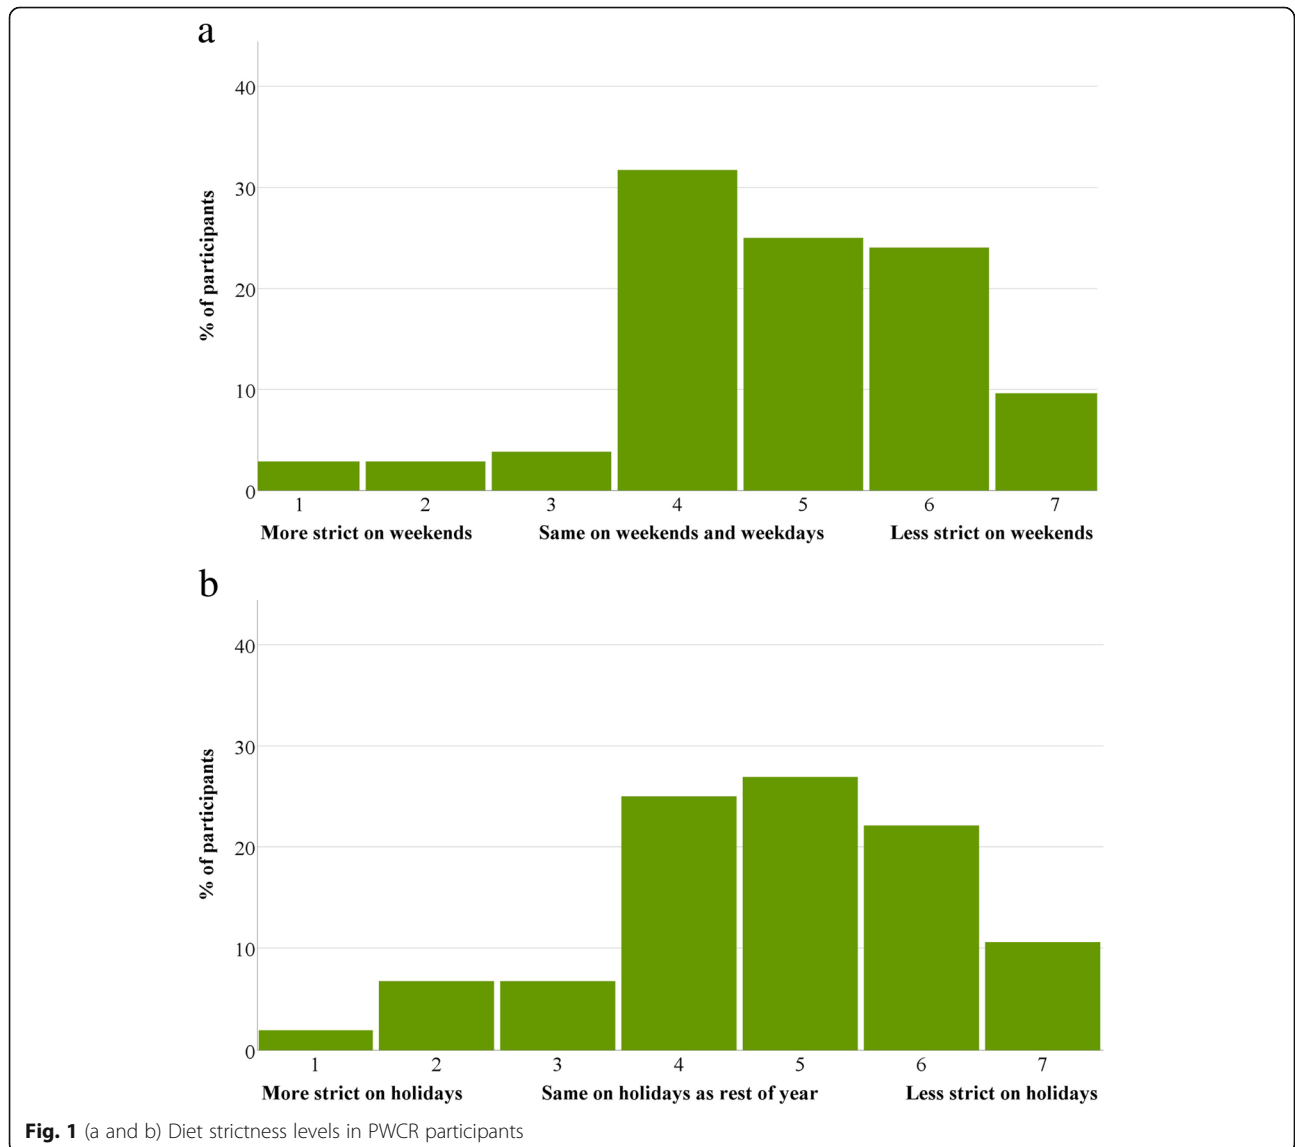 a
40
30
20
10
0
% of participants
1 2 3 4 5 6 7
More strict on weekends Same on weekends and weekdays Less strict on weekends
b
40
30
20
10
0
% of participants
1 2 3 4 5 6 7
More strict on holidays Same on holidays as rest of year Less strict on holidays
Fig. 1 (a and b) Diet strictness levels in PWCR participants